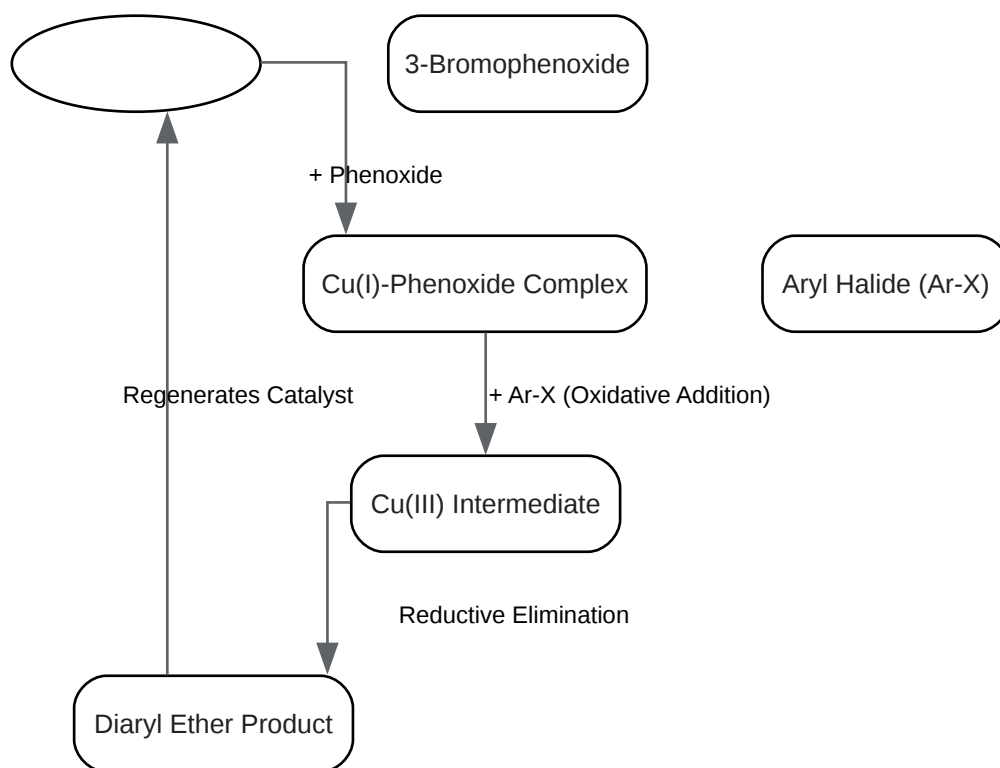 3-Bromophenoxide
+ Phenoxide
Cu(I)-Phenoxide Complex
Aryl Halide (Ar-X)
Regenerates Catalyst
+ Ar-X (Oxidative Addition)
Cu(III) Intermediate
Reductive Elimination
Diaryl Ether Product